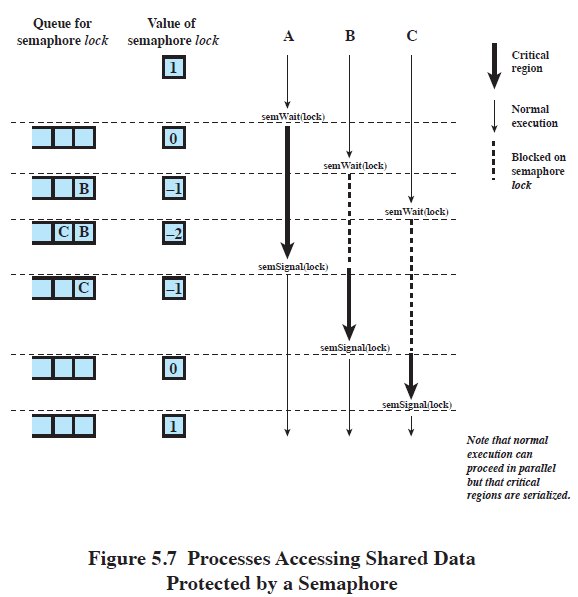 Queue for
semaphore lock
Value of
semaphore lock
A
B
C
1
Critical
region
Normal
execution
Blocked on
semaphore
lock
semWait(lock)
0
semWait(lock)
B
–1
semWait(lock)
C B
–2
semSignal(lock)
C
–1
semSignal(lock)
0
semSignal(lock)
1
Note that normal
execution can
proceed in parallel
but that critical
regions are serialized.
Figure 5.7 Processes Accessing Shared Data
Protected by a Semaphore